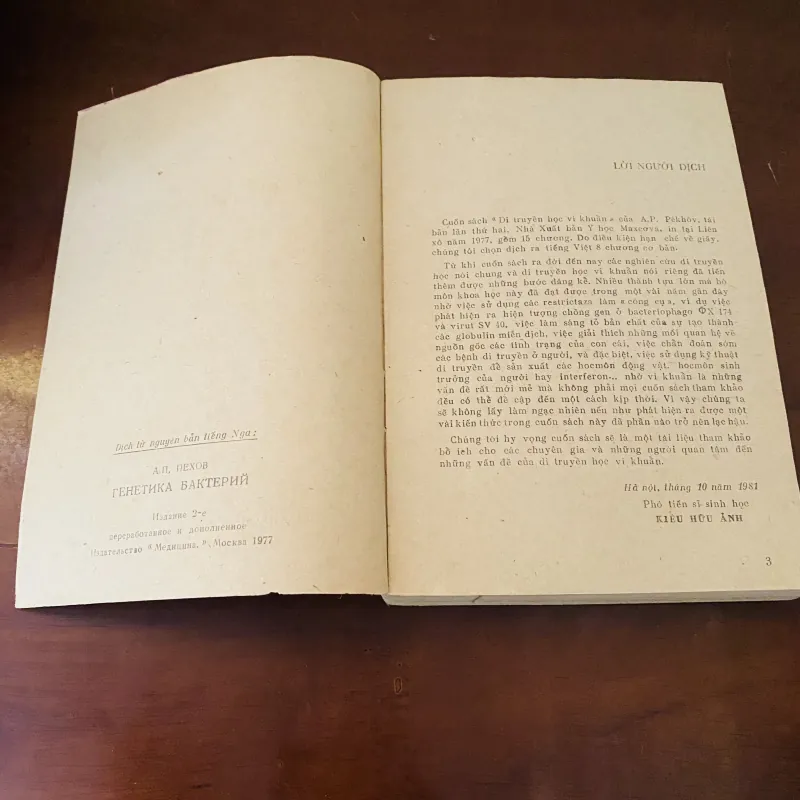 Dịch từ nguyên bản tiếng Nga:
А.П. ПЕХОВ
ГЕНЕТИКА БАКТЕРИЙ
Издание 2-е
переработанное и дополненное
Издательство « Медицина, », Москва 1977
LỜI NGƯỜI DỊCH
Cuốn sách « Di truyền học vi khuẩn » của A.P. Pêkhôv, tái
bản lần thứ hai, Nhà Xuất bản Y học Maxcơva, in tại Liên
xô năm 1977, gồm 15 chương. Do điều kiện hạn chế về giấy,
chúng tôi chọn dịch ra tiếng Việt 8 chương cơ bản.
Từ khi cuốn sách ra đời đến nay các nghiên cứu di truyền
học nói chung và di truyền học vi khuẩn nói riêng đã tiến
thêm được những bước đáng kể. Nhiều thành tựu lớn mà bộ
môn khoa học này đã đạt được trong một vài năm gần đây
nhờ việc sử dụng các restrictaza làm « công cụ », ví dụ việc
phát hiện ra hiện tượng chồng gen ở bacteriophago ΦX 174
và virut SV 40, việc làm sáng tỏ bản chất của sự tạo thành
các globulin miễn dịch, việc giải thích những mối quan hệ về
nguồn gốc các tính trạng của con cái, việc chẩn đoán sớm
các bệnh di truyền ở người, và đặc biệt, việc sử dụng kỹ thuật
di truyền để sản xuất các hocmôn động vật, hocmôn sinh
trưởng của người hay interferon... nhờ vi khuẩn là những
vấn đề rất mới mẻ mà không phải mọi cuốn sách tham khảo
đều có thể đề cập đến một cách kịp thời. Vì vậy chúng ta
sẽ không lấy làm ngạc nhiên nếu như phát hiện ra được một
vài kiến thức trong cuốn sách này đã phần nào trở nên lạc hậu.
Chúng tôi hy vọng cuốn sách sẽ là một tài liệu tham khảo
bổ ích cho các chuyên gia và những người quan tâm đến
những vấn đề của di truyền học vi khuẩn.
Hà nội, tháng 10 năm 1981
Phó tiến sĩ sinh học
KIỀU HỮU ẢNH
3